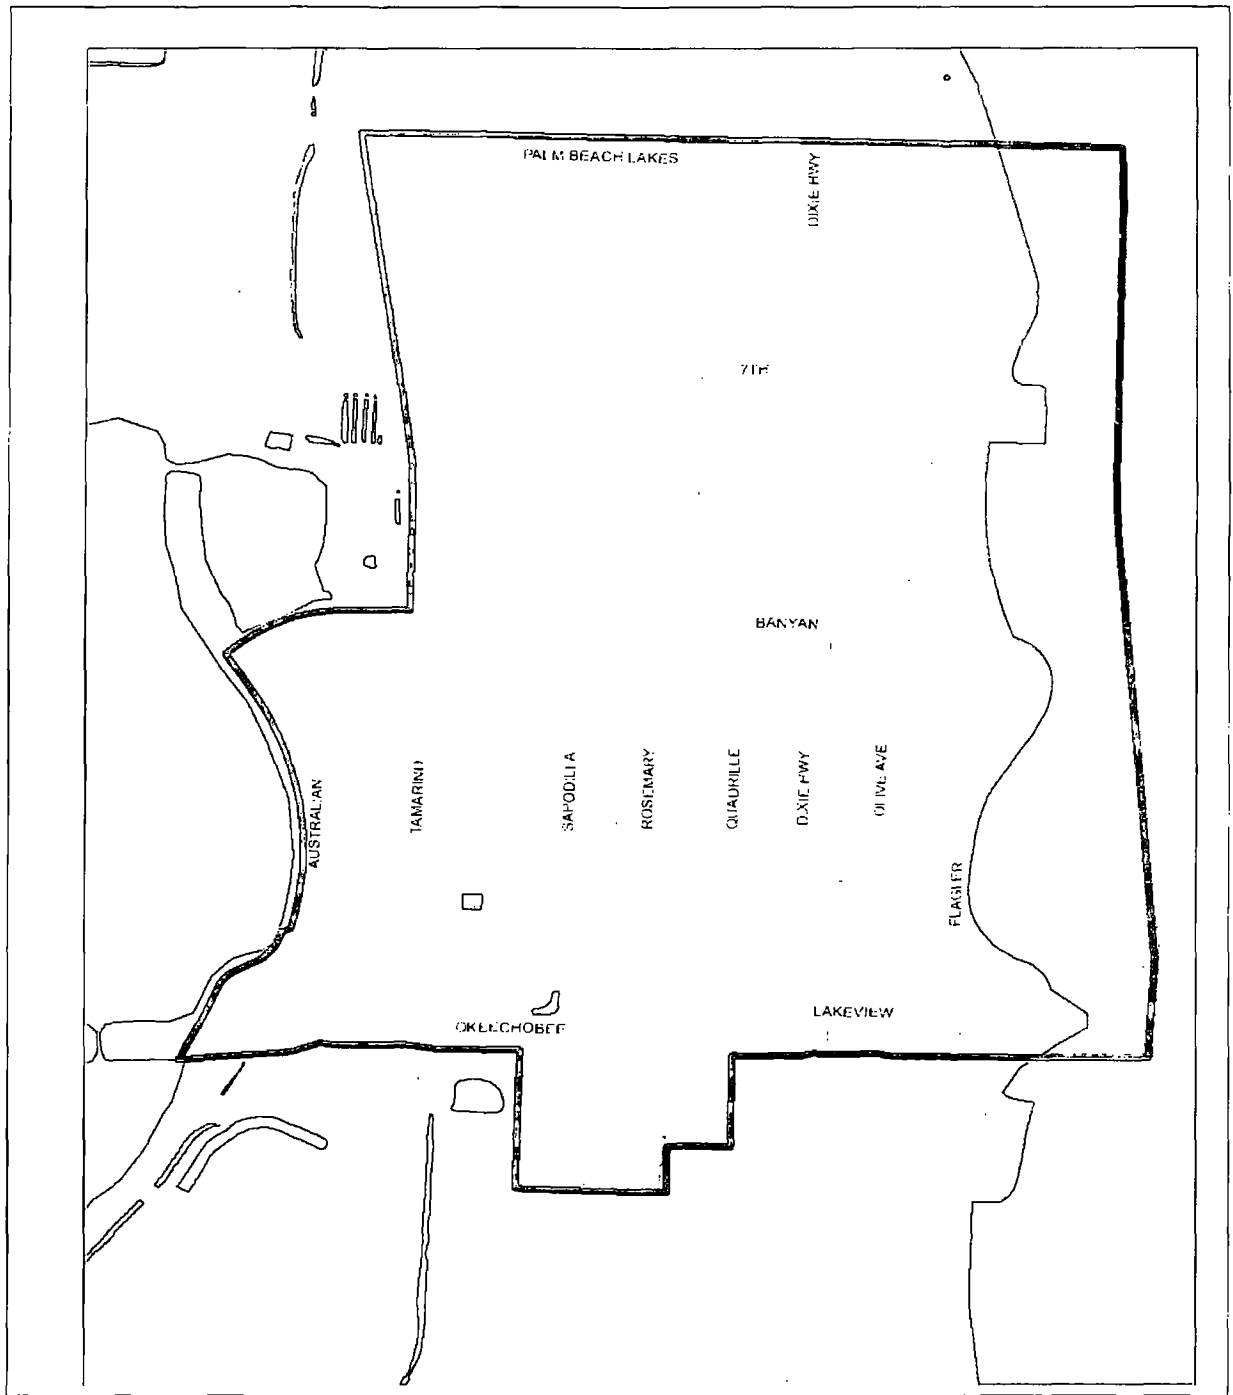 PALM BEACH LAKES
DIXIE HWY
7TH
BANYAN
AUSTRALIAN
TAMARIND
SAPODILLA
ROSEMARY
QUADRILLE
DIXIE HWY
OLIVE AVE
FLAGLER
OKEECHOBEE
LAKEVIEW